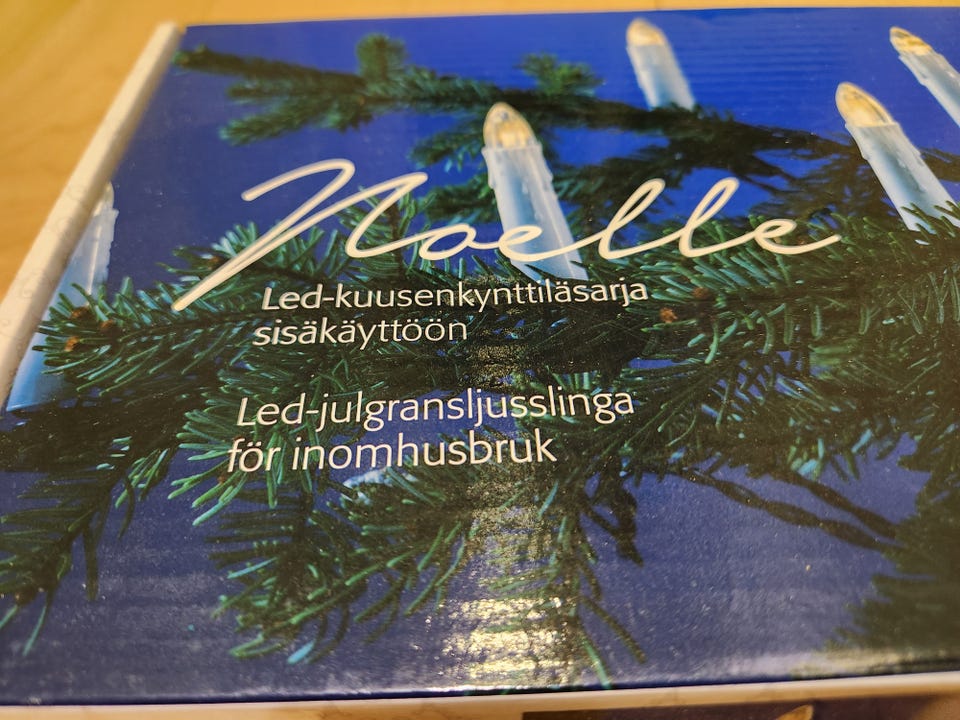 Noelle
Led-kuusenkynttiläsarja
sisäkäyttöön
Led-julgransljusslinga
för inomhusbruk